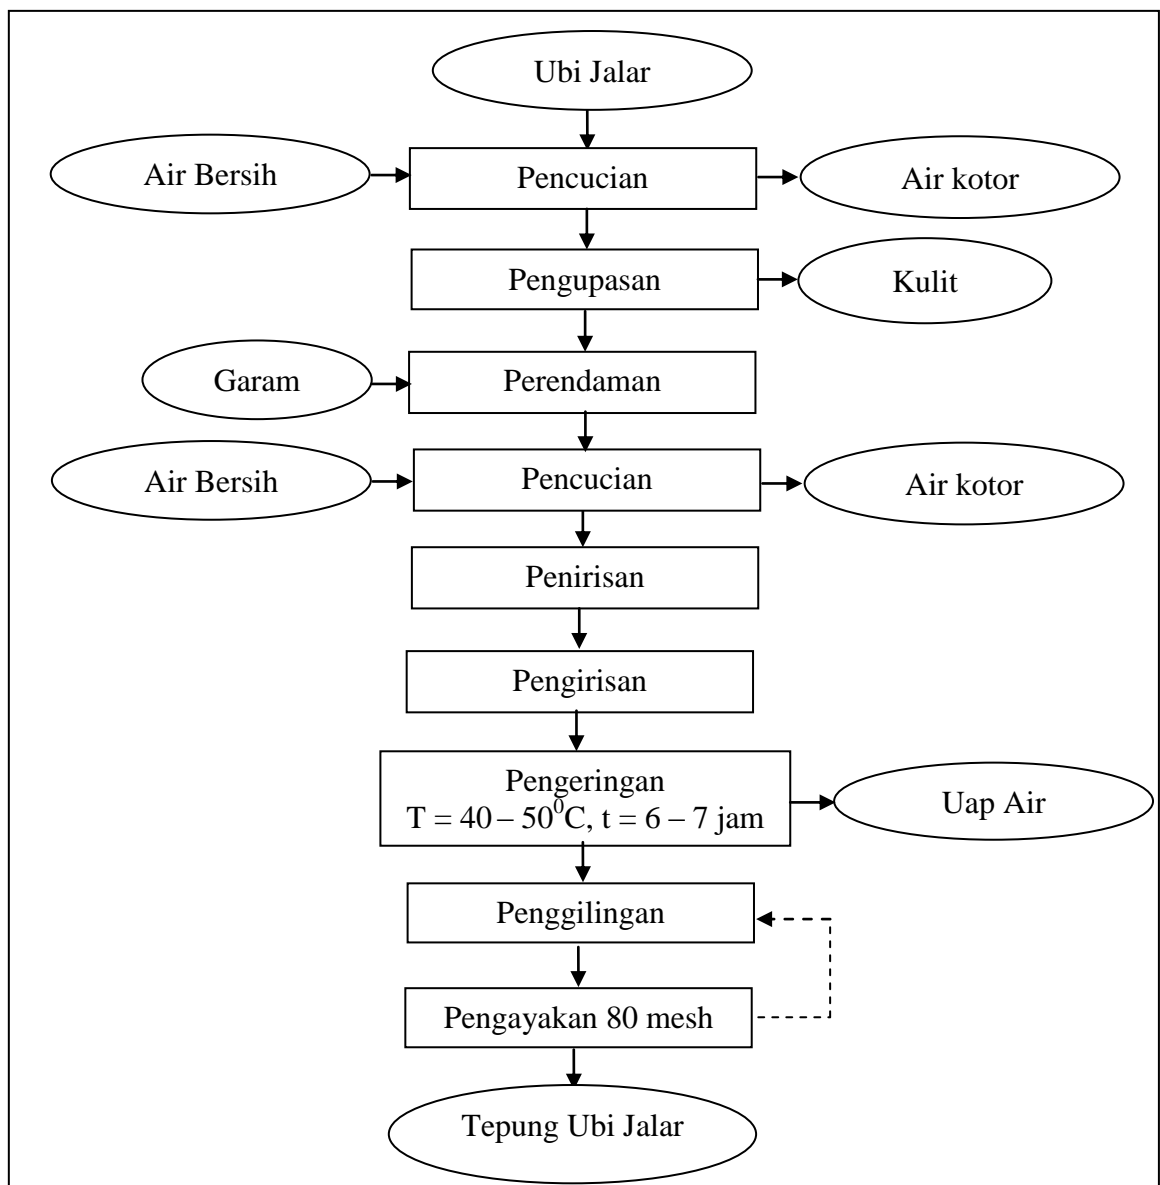 Ubi Jalar
Air Bersih
Pencucian
Air kotor
Pengupasan
Kulit
Garam
Perendaman
Air Bersih
Pencucian
Air kotor
Penirisan
Pengirisan
Pengeringan
T = 40 – 50⁰C, t = 6 – 7 jam
Uap Air
Penggilingan
Pengayakan 80 mesh
Tepung Ubi Jalar